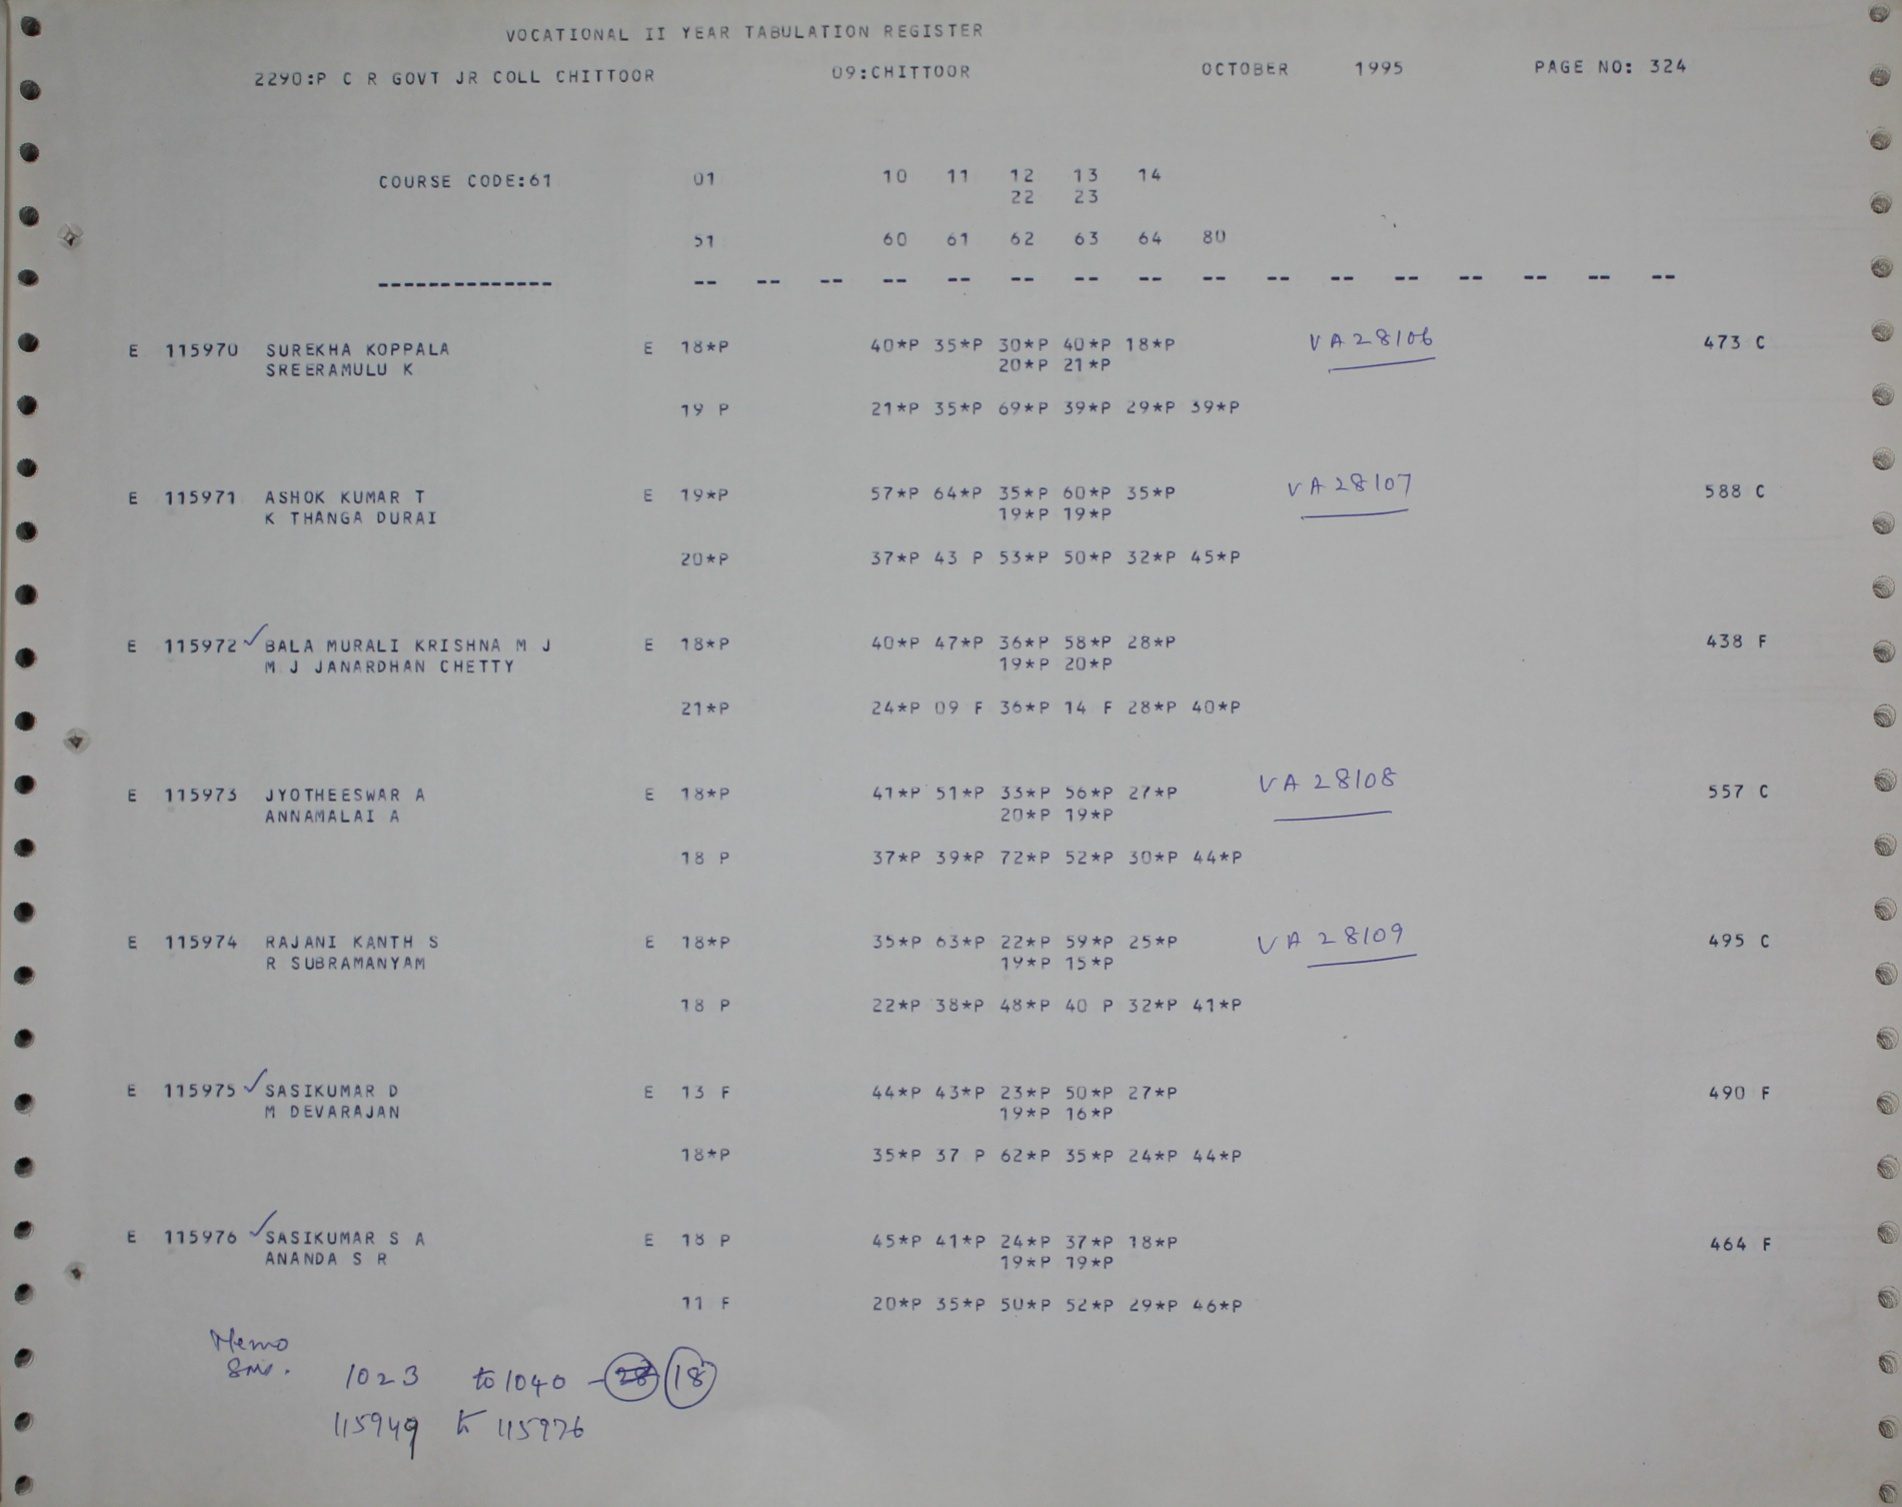 VOCATIONAL II YEAR TABULATION REGISTER
2290:P C R GOVT JR COLL CHITTOOR 09:CHITTOOR OCTOBER 1995 PAGE NO: 324
COURSE CODE:61 01 10 11 12 13 14
22 23
51 60 61 62 63 64 80
-------------- -- -- -- -- -- -- -- -- -- -- -- -- -- -- -- --
E 115970 SUREKHA KOPPALA E 18*P 40*P 35*P 30*P 40*P 18*P VA28106 473 C
SREERAMULU K 20*P 21*P
19 P 21*P 35*P 69*P 39*P 29*P 39*P
E 115971 ASHOK KUMAR T E 19*P 57*P 64*P 35*P 60*P 35*P VA28107 588 C
K THANGA DURAI 19*P 19*P
20*P 37*P 43 P 53*P 50*P 32*P 45*P
E 115972 ✓ BALA MURALI KRISHNA M J E 18*P 40*P 47*P 36*P 58*P 28*P 438 F
M J JANARDHAN CHETTY 19*P 20*P
21*P 24*P 09 F 36*P 14 F 28*P 40*P
E 115973 JYOTHEESWAR A E 18*P 41*P 51*P 33*P 56*P 27*P VA 28108 557 C
ANNAMALAI A 20*P 19*P
18 P 37*P 39*P 72*P 52*P 30*P 44*P
E 115974 RAJANI KANTH S E 18*P 35*P 63*P 22*P 59*P 25*P VA 28109 495 C
R SUBRAMANYAM 19*P 15*P
18 P 22*P 38*P 48*P 40 P 32*P 41*P
E 115975 ✓ SASIKUMAR D E 13 F 44*P 43*P 23*P 50*P 27*P 490 F
M DEVARAJAN 19*P 16*P
18*P 35*P 37 P 62*P 35*P 24*P 44*P
E 115976 ✓ SASIKUMAR S A E 18 P 45*P 41*P 24*P 37*P 18*P 464 F
ANANDA S R 19*P 19*P
11 F 20*P 35*P 50*P 52*P 29*P 46*P
Memo
1023 to 1040 - 28 18
115949 to 115976